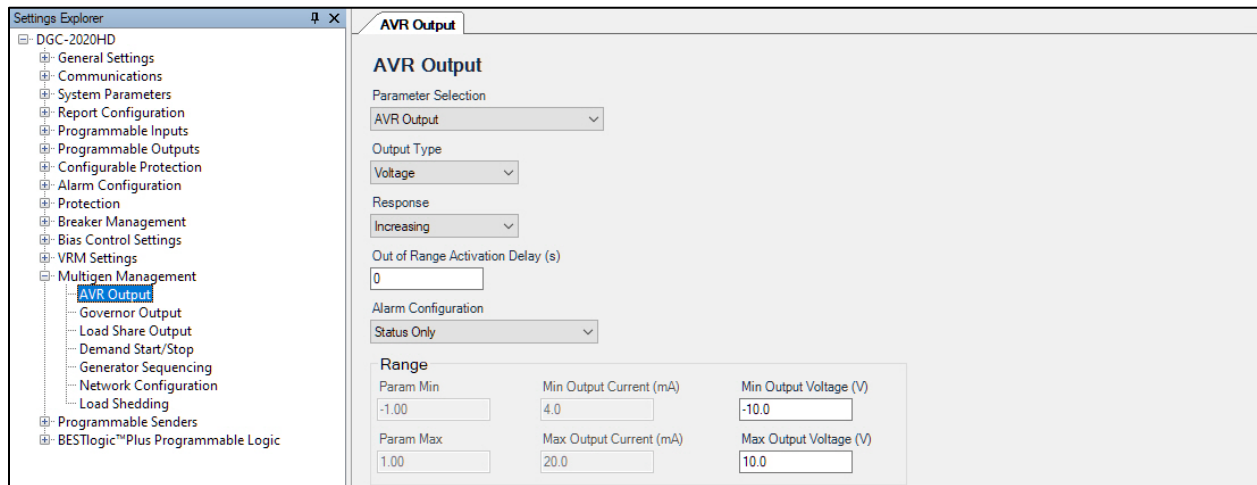 Settings Explorer
DGC-2020HD
General Settings
Communications
System Parameters
Report Configuration
Programmable Inputs
Programmable Outputs
Configurable Protection
Alarm Configuration
Protection
Breaker Management
Bias Control Settings
VRM Settings
Multigen Management
AVR Output
Governor Output
Load Share Output
Demand Start/Stop
Generator Sequencing
Network Configuration
Load Shedding
Programmable Senders
BESTlogic™Plus Programmable Logic
AVR Output
AVR Output
Parameter Selection
AVR Output
Output Type
Voltage
Response
Increasing
Out of Range Activation Delay (s)
0
Alarm Configuration
Status Only
Range
Param Min Min Output Current (mA) Min Output Voltage (V)
-1.00 4.0 -10.0
Param Max Max Output Current (mA) Max Output Voltage (V)
1.00 20.0 10.0